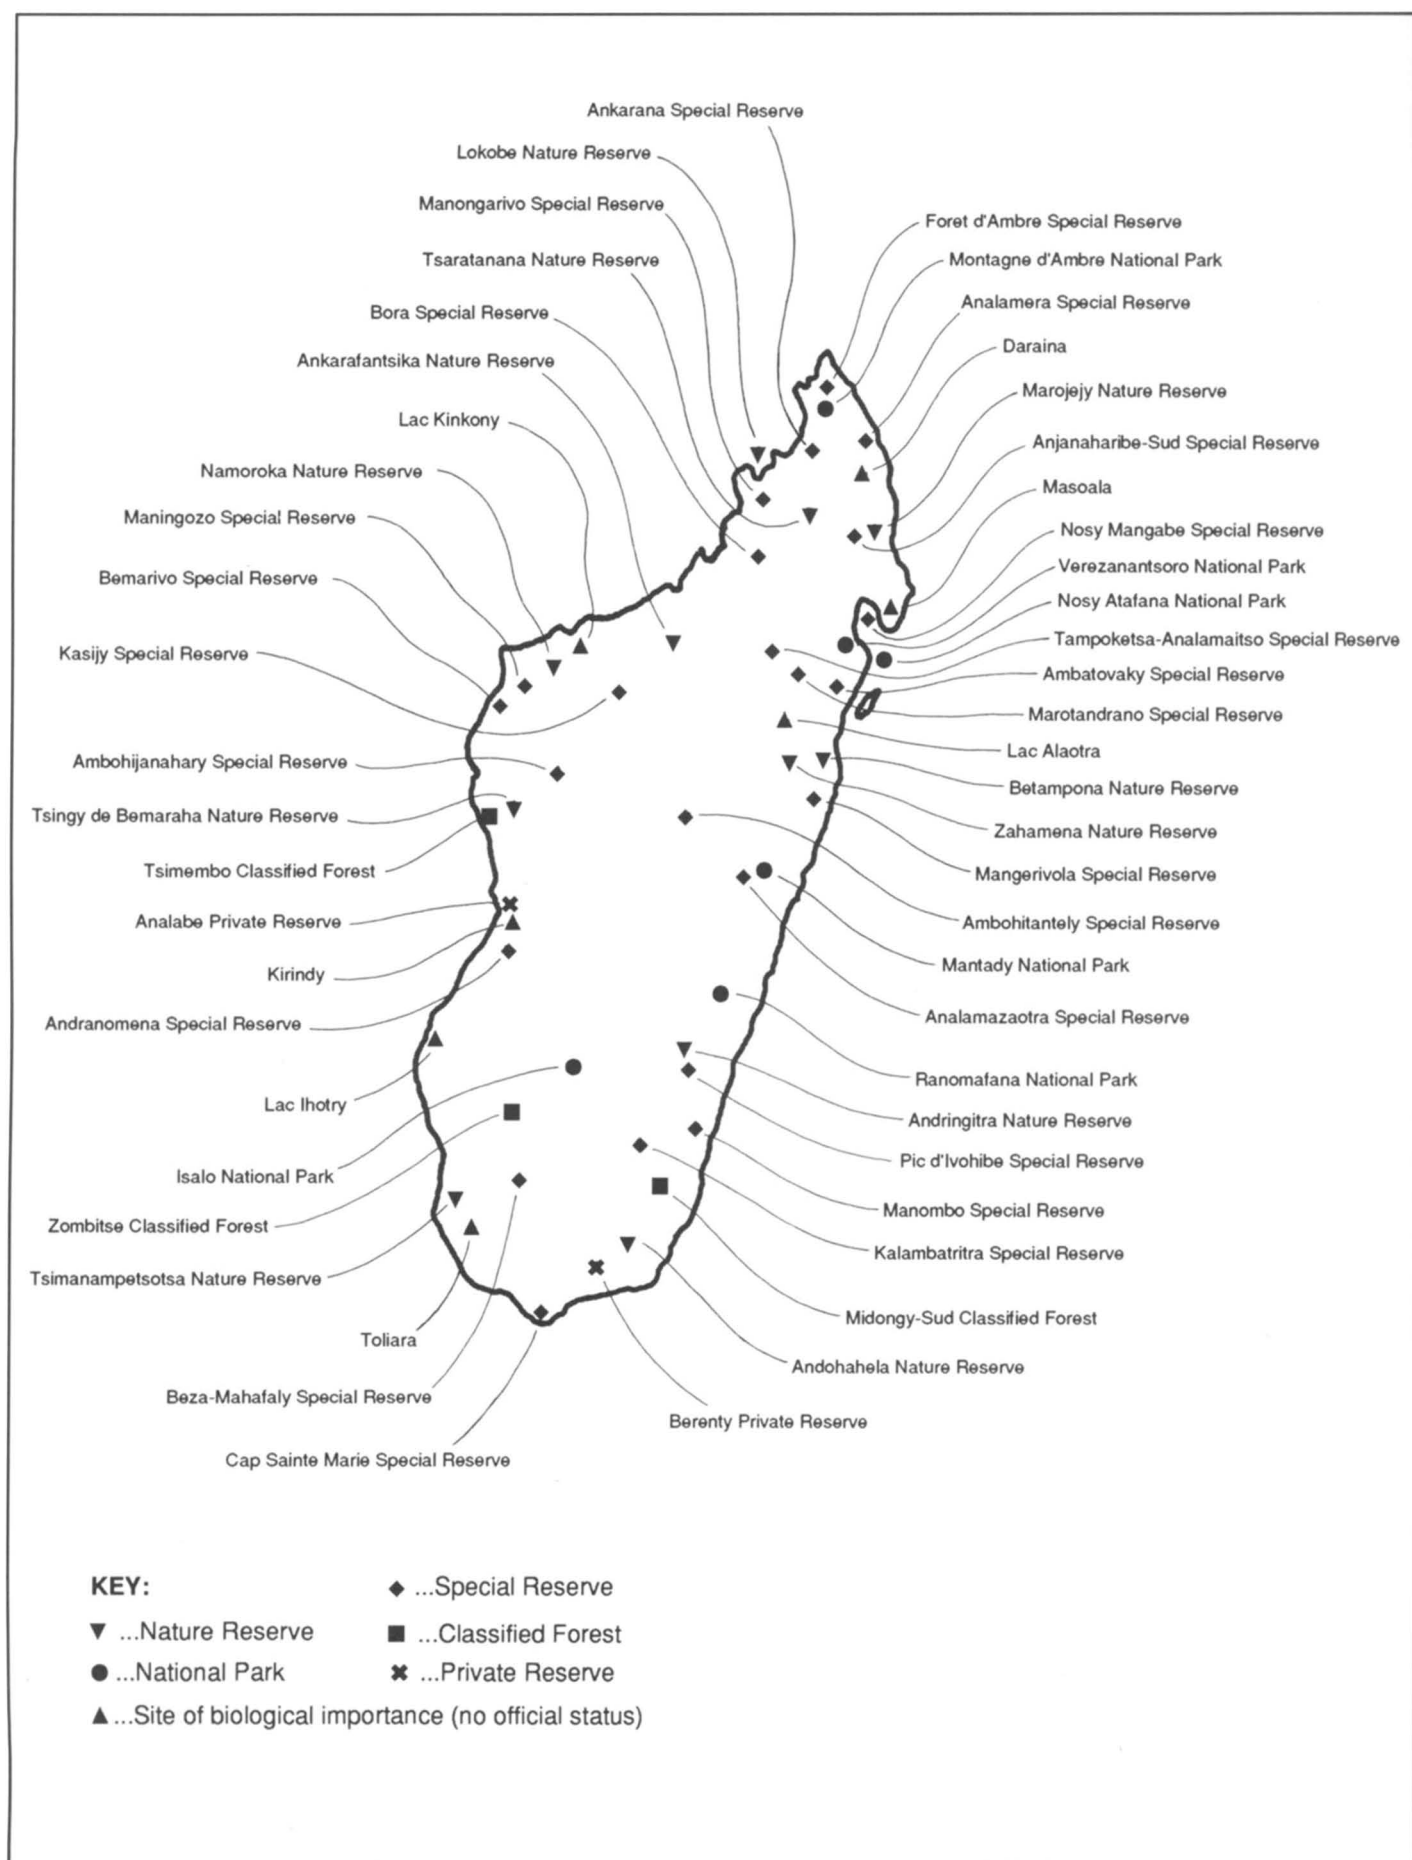 Ankarana Special Reserve
Lokobe Nature Reserve
Manongarivo Special Reserve
Tsaratanana Nature Reserve
Bora Special Reserve
Ankarafantsika Nature Reserve
Lac Kinkony
Namoroka Nature Reserve
Maningozo Special Reserve
Bemarivo Special Reserve
Kasijy Special Reserve
Ambohijanahary Special Reserve
Tsingy de Bemaraha Nature Reserve
Tsimembo Classified Forest
Analabe Private Reserve
Kirindy
Andranomena Special Reserve
Lac Ihotry
Isalo National Park
Zombitse Classified Forest
Tsimanampetsotsa Nature Reserve
Toliara
Beza-Mahafaly Special Reserve
Cap Sainte Marie Special Reserve
Foret d'Ambre Special Reserve
Montagne d'Ambre National Park
Analamera Special Reserve
Daraina
Marojejy Nature Reserve
Anjanaharibe-Sud Special Reserve
Masoala
Nosy Mangabe Special Reserve
Verezanantsoro National Park
Nosy Atafana National Park
Tampoketsa-Analamaitso Special Reserve
Ambatovaky Special Reserve
Marotandrano Special Reserve
Lac Alaotra
Betampona Nature Reserve
Zahamena Nature Reserve
Mangerivola Special Reserve
Ambohitantely Special Reserve
Mantady National Park
Analamazaotra Special Reserve
Ranomafana National Park
Andringitra Nature Reserve
Pic d'Ivohibe Special Reserve
Manombo Special Reserve
Kalambatritra Special Reserve
Midongy-Sud Classified Forest
Andohahela Nature Reserve
Berenty Private Reserve
KEY:
...Special Reserve
...Nature Reserve
...Classified Forest
...National Park
...Private Reserve
...Site of biological importance (no official status)